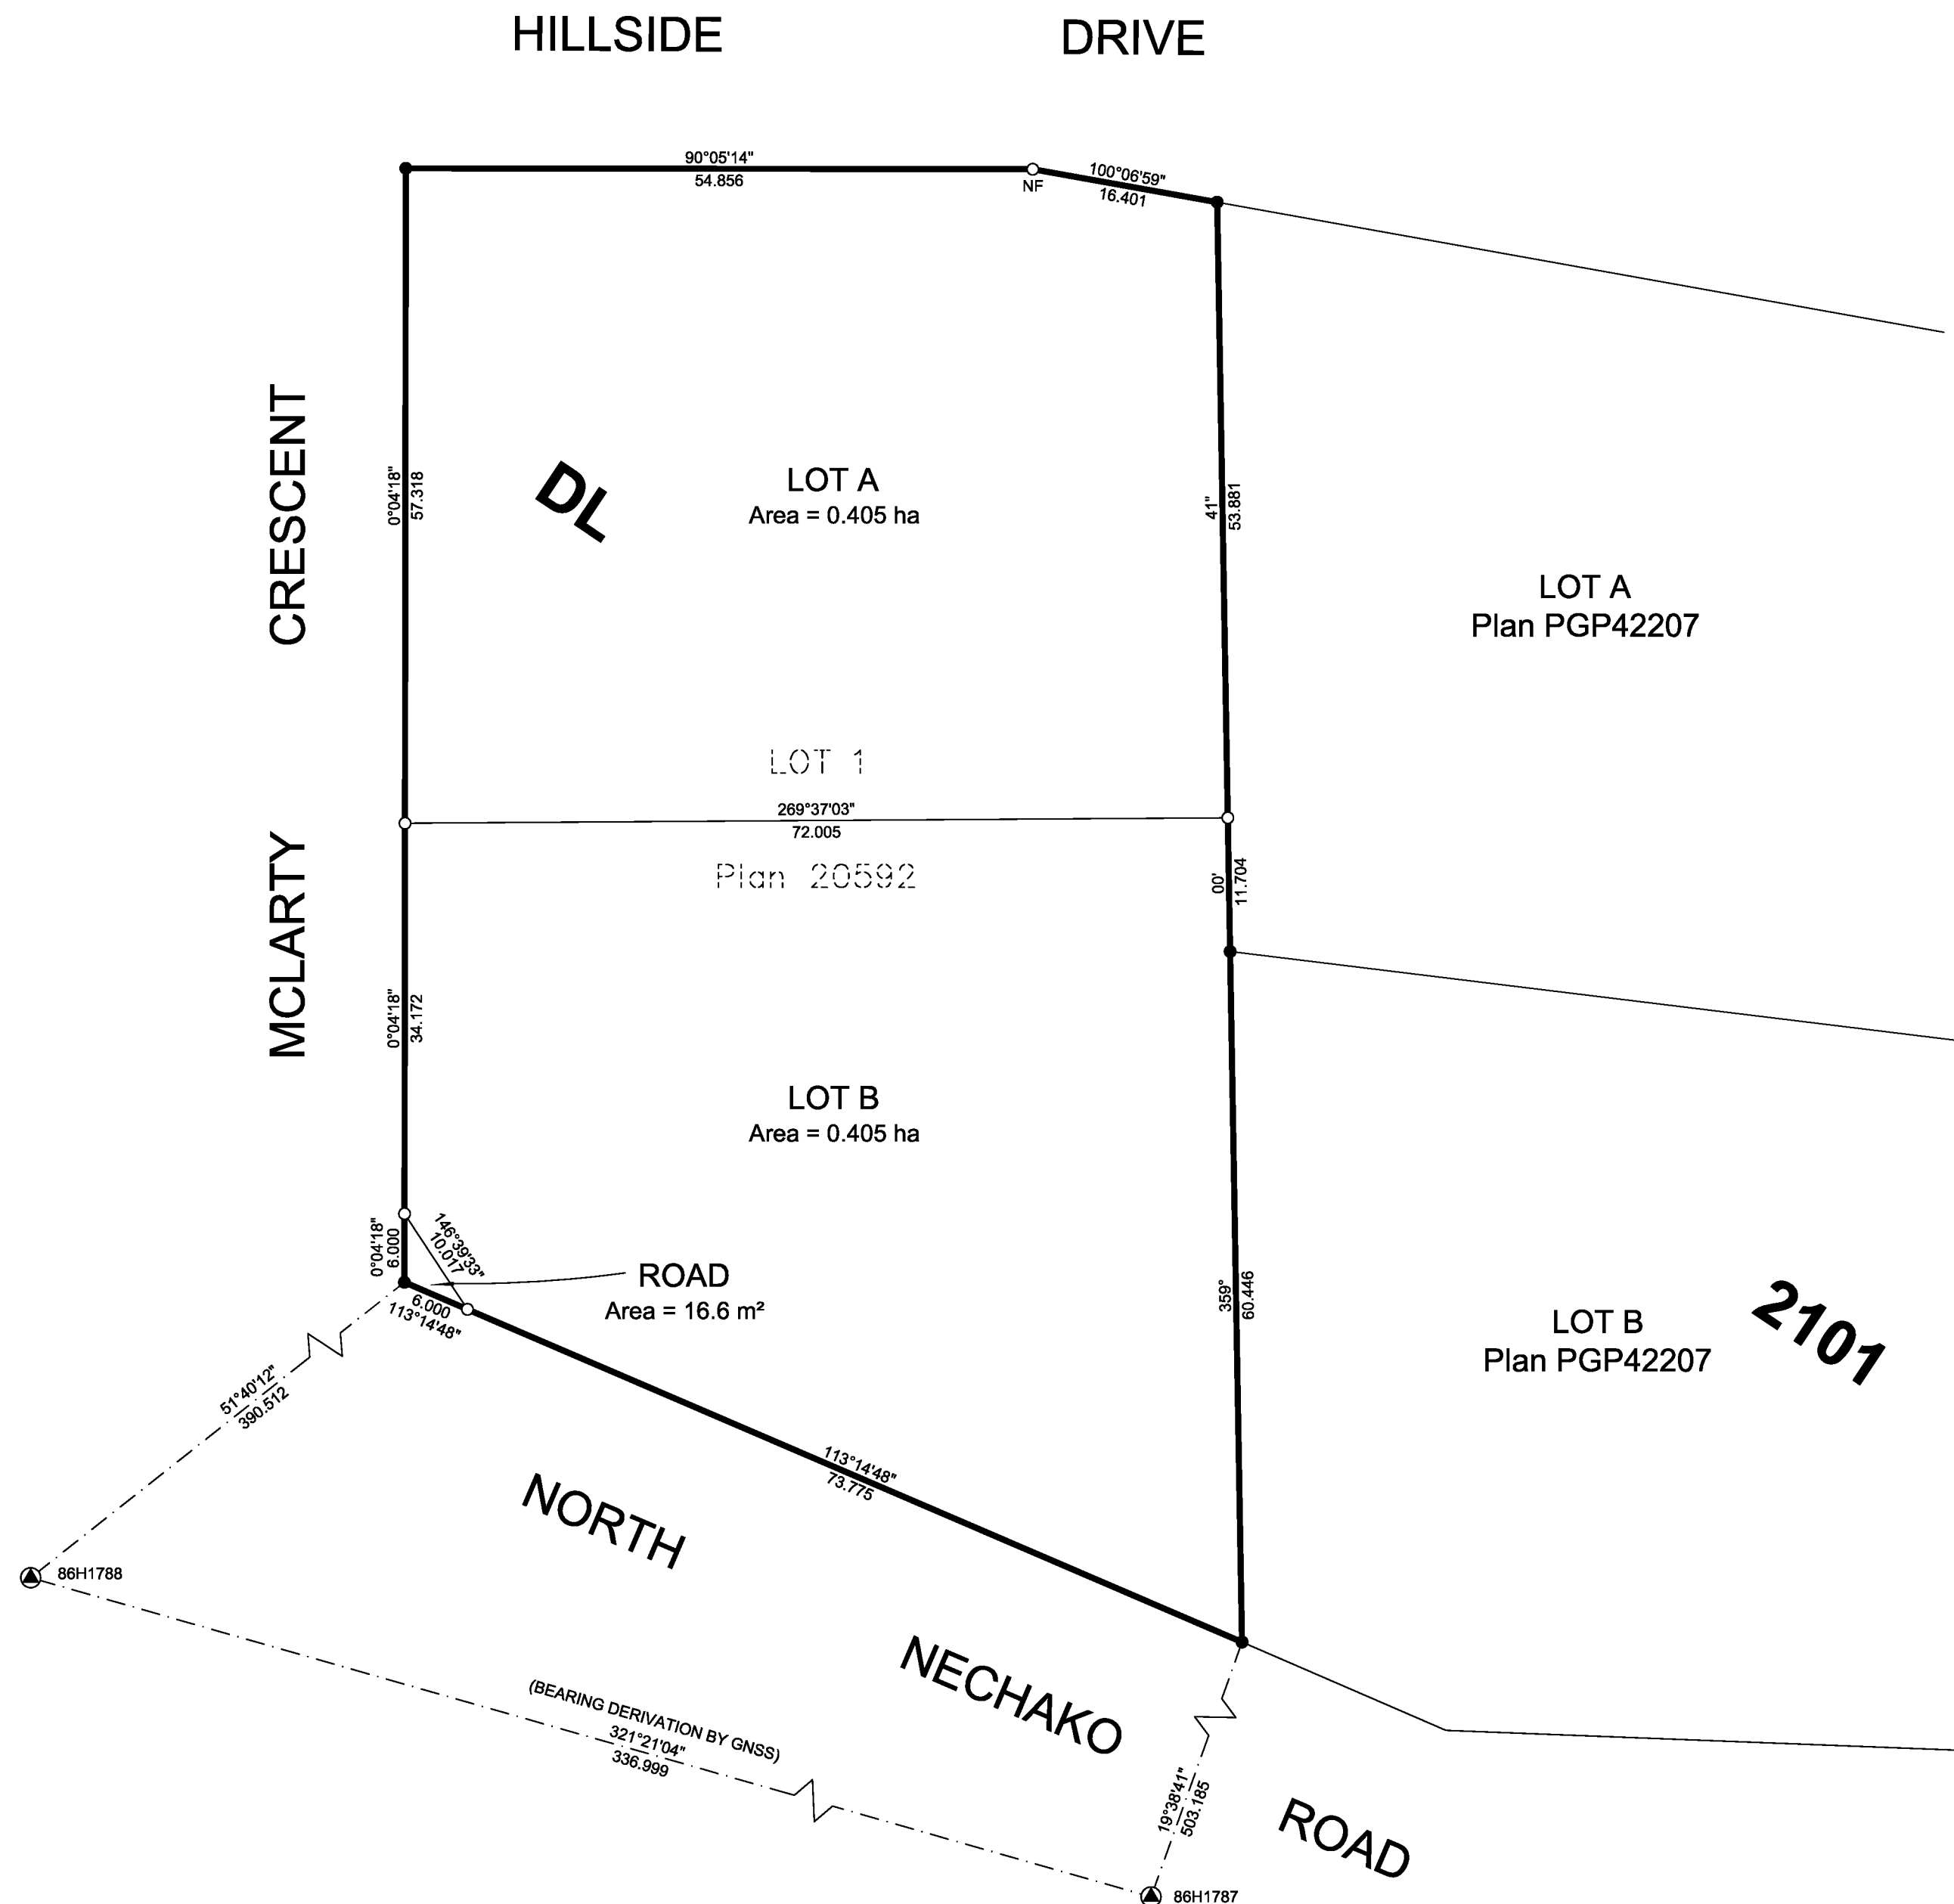 HILLSIDE DRIVE
90°05'14"
54.856
NF
100°06'59"
16.401
CRESCENT
MCLARTY
0°04'18"
57.318
DL
LOT A
Area = 0.405 ha
41"
53.881
LOT A
Plan PGP42207
LOT 1
269°37'03"
72.005
Plan 20592
00'
11.704
0°04'18"
34.172
LOT B
Area = 0.405 ha
0°04'18"
6.000
146°39'33"
10.017
ROAD
Area = 16.6 m²
6.000
113°14'48"
359°
60.446
LOT B
Plan PGP42207
2101
51°40'12"
390.512
113°14'48"
73.775
NORTH
NECHAKO
ROAD
86H1788
(BEARING DERIVATION BY GNSS)
321°21'04"
336.999
19°38'41"
503.185
86H1787